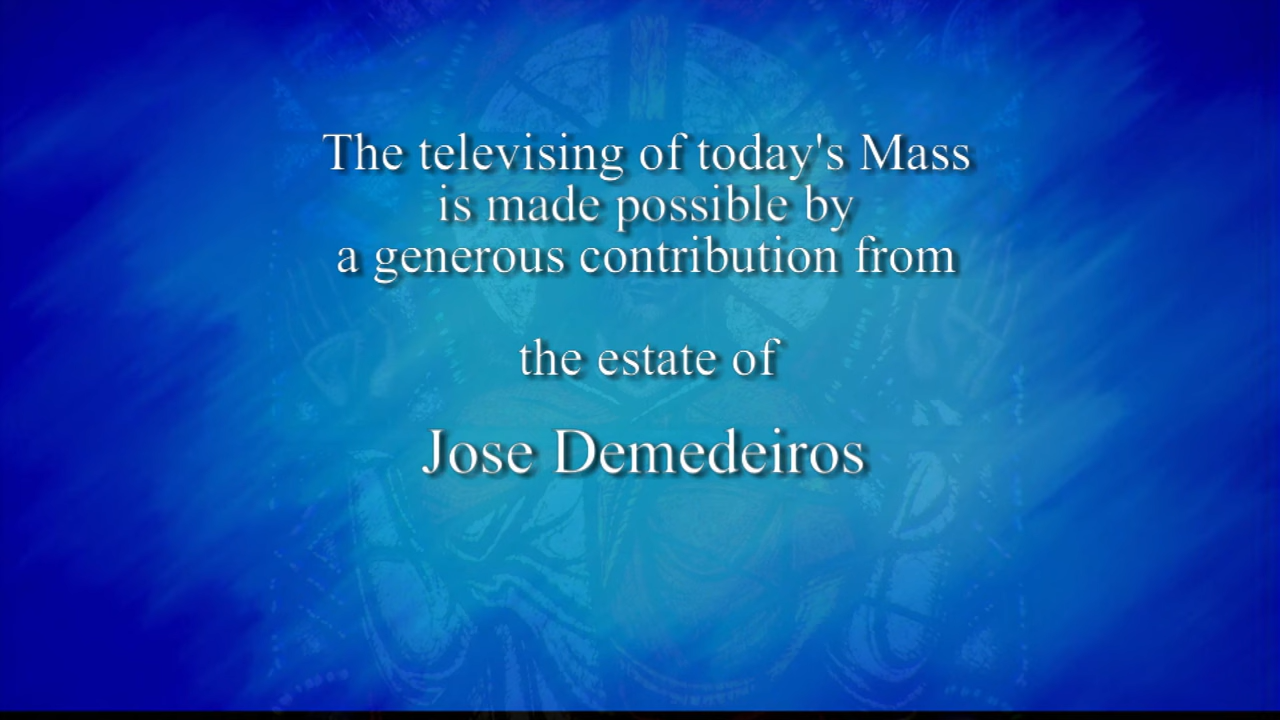 The televising of today's Mass
is made possible by
a generous contribution from
the estate of
Jose Demedeiros